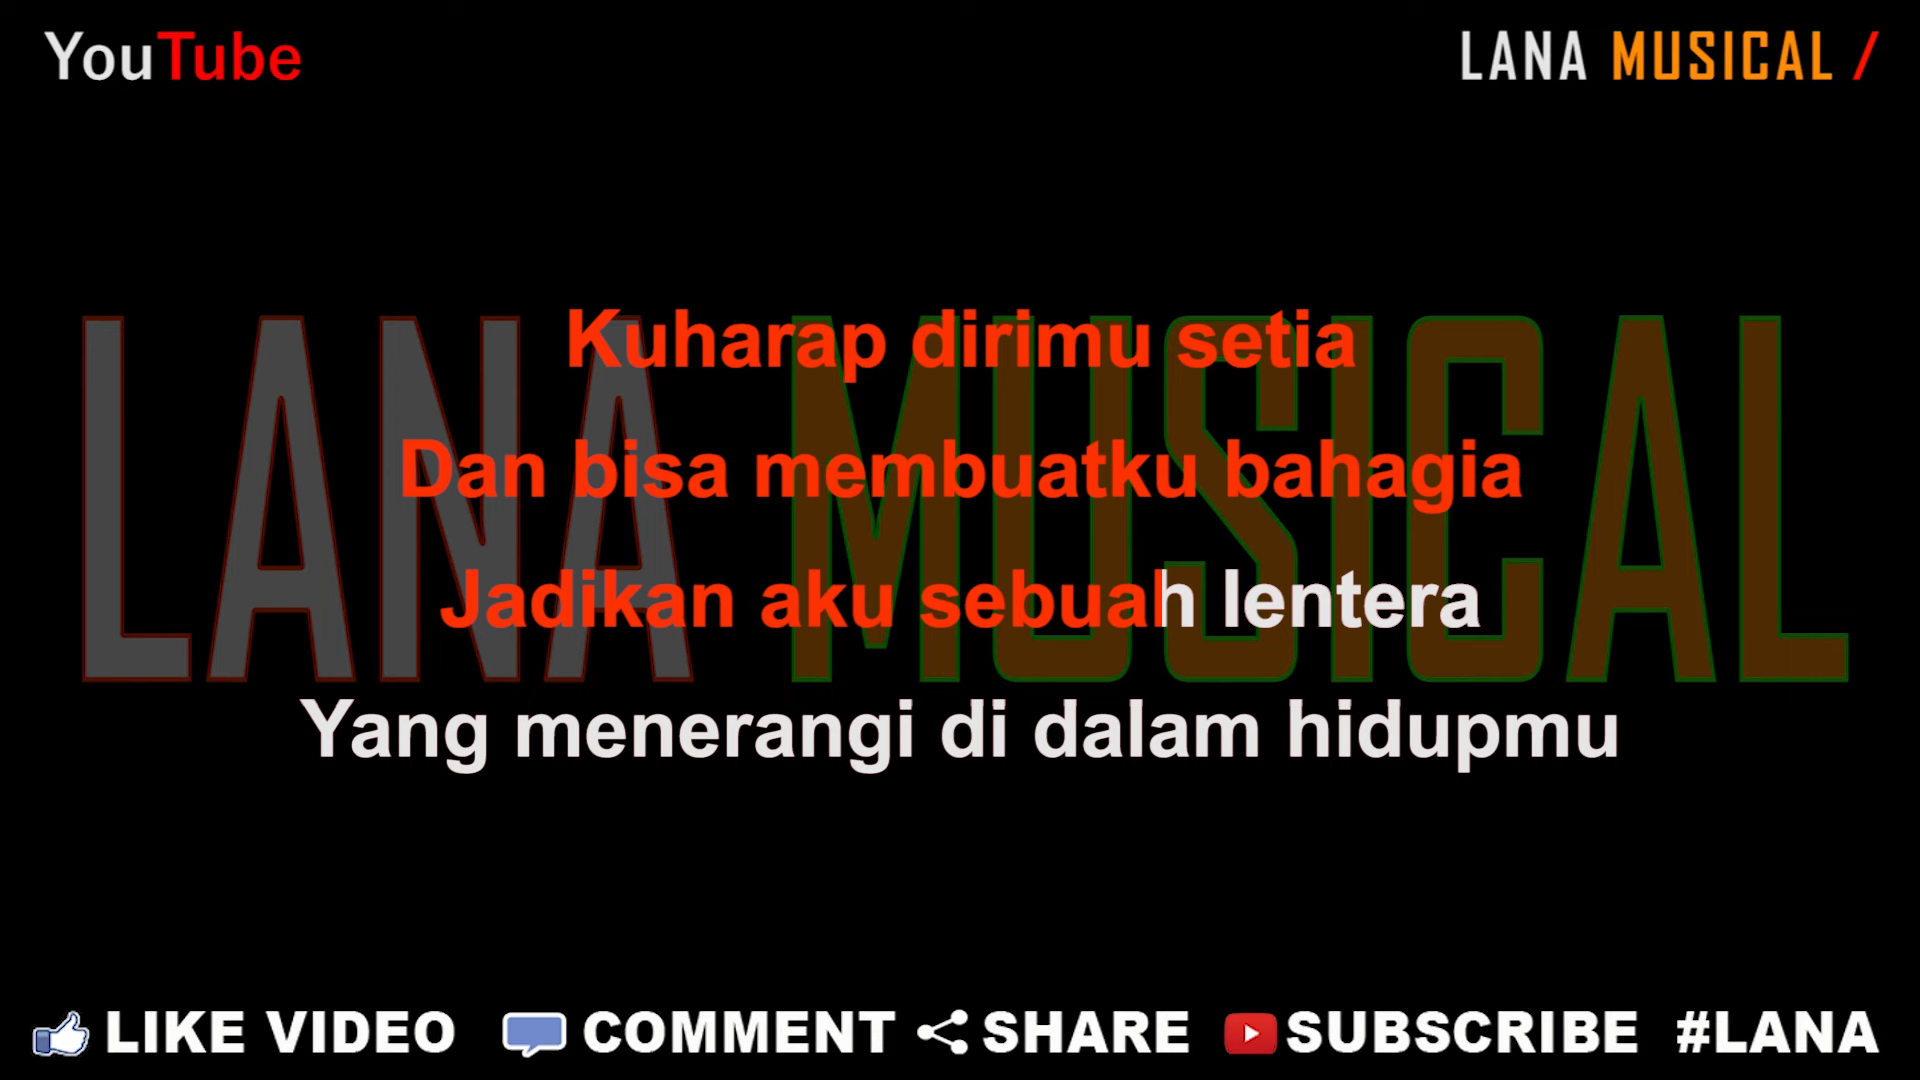 YouTube
LANA MUSICAL /
LANA MUSICAL
Kuharap dirimu setia
Dan bisa membuatku bahagia
Jadikan aku sebuah lentera
Yang menerangi di dalam hidupmu
LIKE VIDEO COMMENT SHARE SUBSCRIBE #LANA